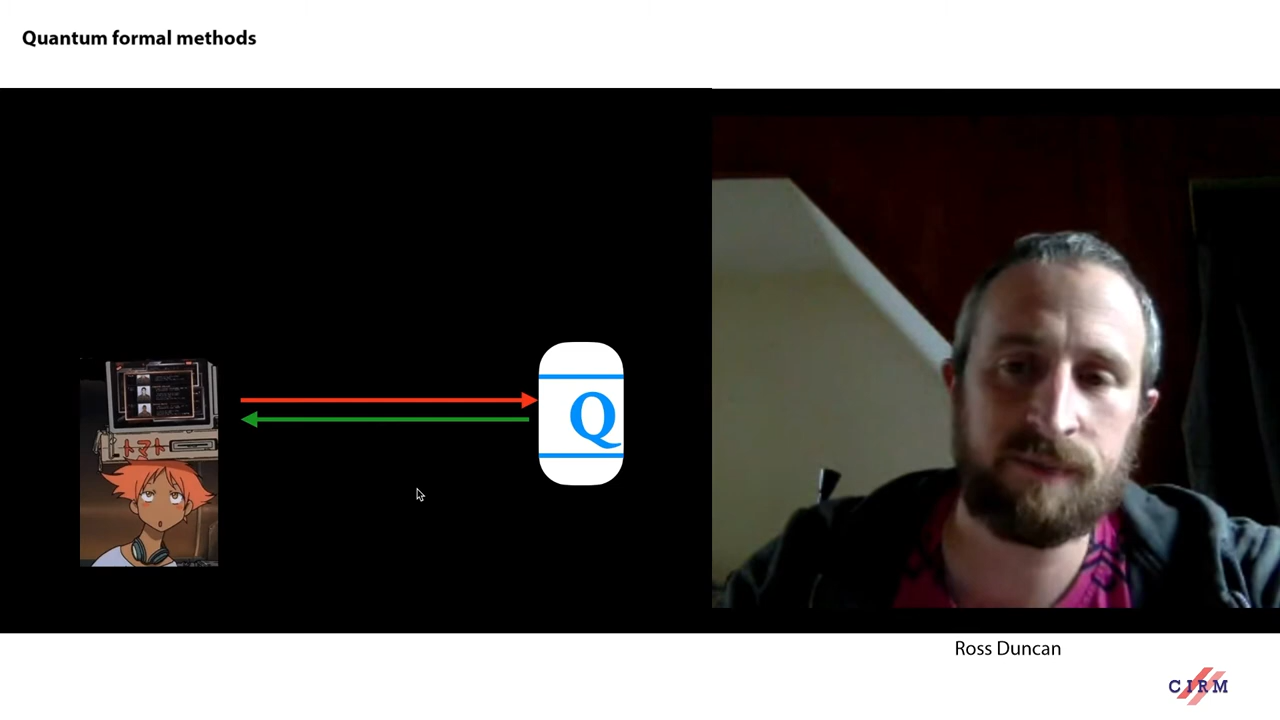 Quantum formal methods
トマト
Q
Ross Duncan
CIRM